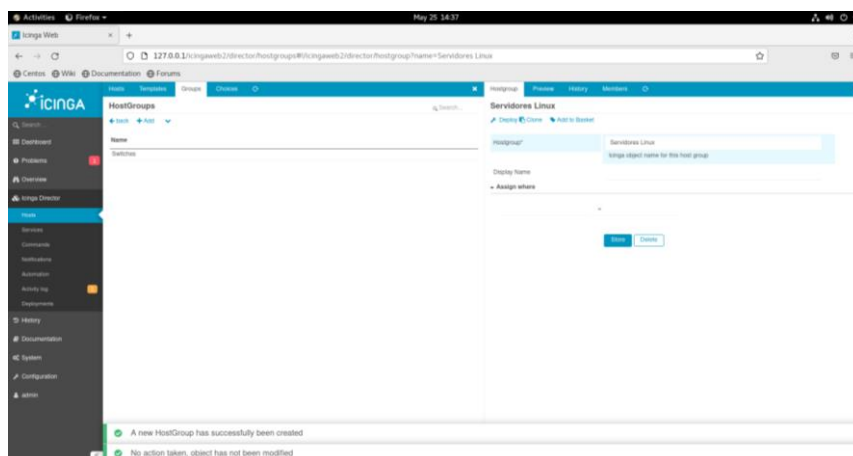 Activities Firefox May 25 14:37
Icinga Web
127.0.0.1/icingaweb2/director/hostgroups#!/icingaweb2/director/hostgroup?name=Servidores Linux
Centos Wiki Documentation Forums
ICINGA
Search...
Dashboard
Problems
Overview
Icinga Director
Hosts
Services
Commands
Notifications
Automation
Activity log
Deployments
History
Documentation
System
Configuration
admin
Hosts Templates Groups Choices
HostGroups
Search...
back Add
Name
Switches
Hostgroup Preview History Members
Servidores Linux
Deploy Clone Add to Basket
Hostgroup* Servidores Linux
Icinga object name for this host group
Display Name
Assign where
Store Delete
A new HostGroup has successfully been created
No action taken, object has not been modified